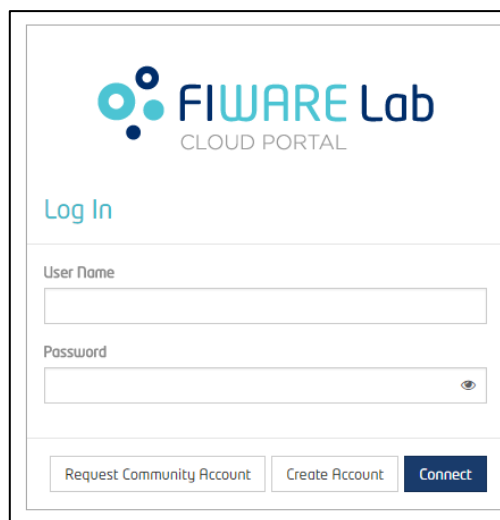 FIWARE Lab
CLOUD PORTAL
Log In
User Name
Password
Request Community Account Create Account Connect